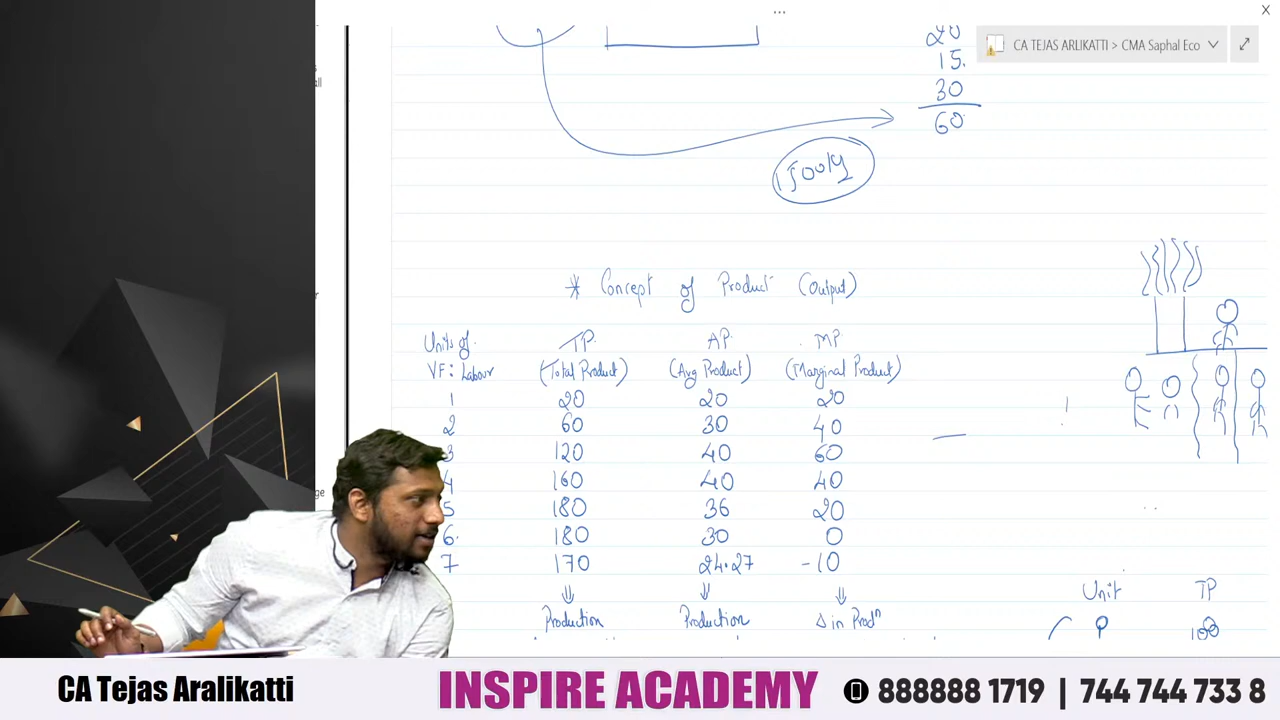 ...
x
CA TEJAS ARLIKATTI > CMA Saphal Eco
20
15.
30
60
* Concept of Product (Output)
Units of TP. AP. MP.
VF: Labour (Total Product) (Avg Product) (Marginal Product)
1 20 20 20
2 60 30 40
3 120 40 60
4 160 40 40
5 180 36 20
6. 180 30 0
7 170 24.27 -10
Production Production Δ in Prodⁿ
Unit TP
100
CA Tejas Aralikatti
INSPIRE ACADEMY
888888 1719 | 744 744 733 8